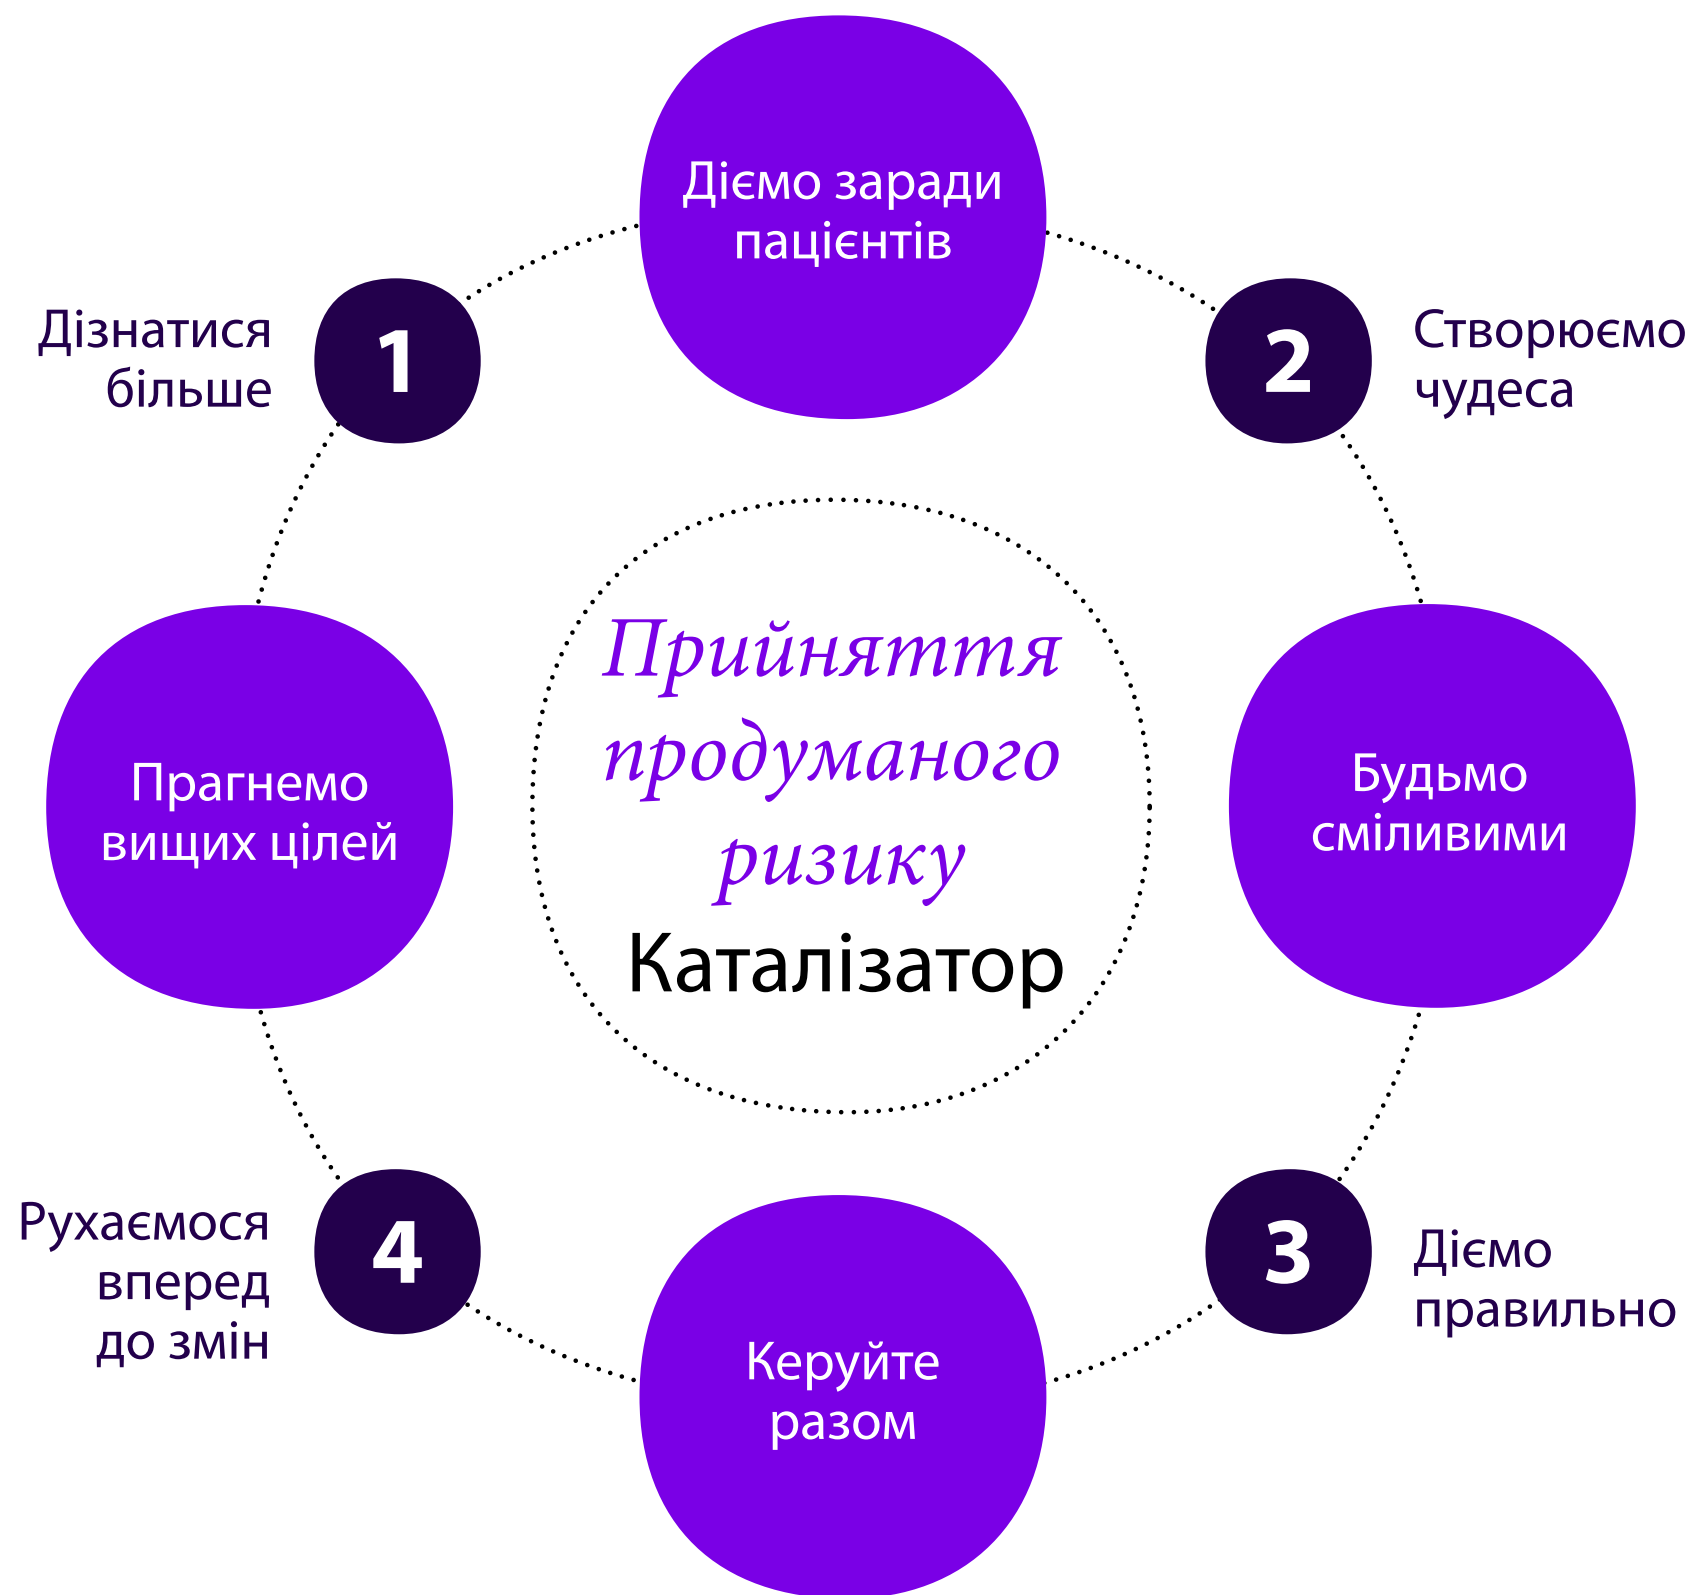 Діємо заради
пацієнтів
1
Дізнатися
більше
2
Створюємо
чудеса
Прийняття
продуманого
ризику
Каталізатор
Прагнемо
вищих цілей
Будьмо
сміливими
4
Рухаємося
вперед
до змін
3
Діємо
правильно
Керуйте
разом